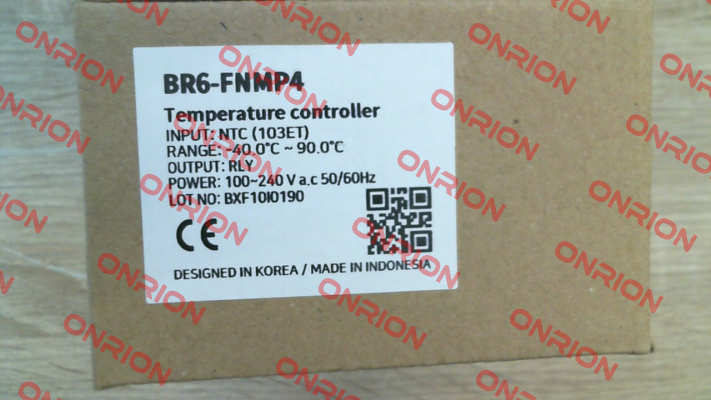 BR6-FNMP4
Temperature controller
INPUT: NTC (103ET)
RANGE: -40.0°C ~ 90.0°C
OUTPUT: RLY
POWER: 100~240 V a.c 50/60Hz
LOT NO: BXF10I0190
CE
DESIGNED IN KOREA / MADE IN INDONESIA
ONRION